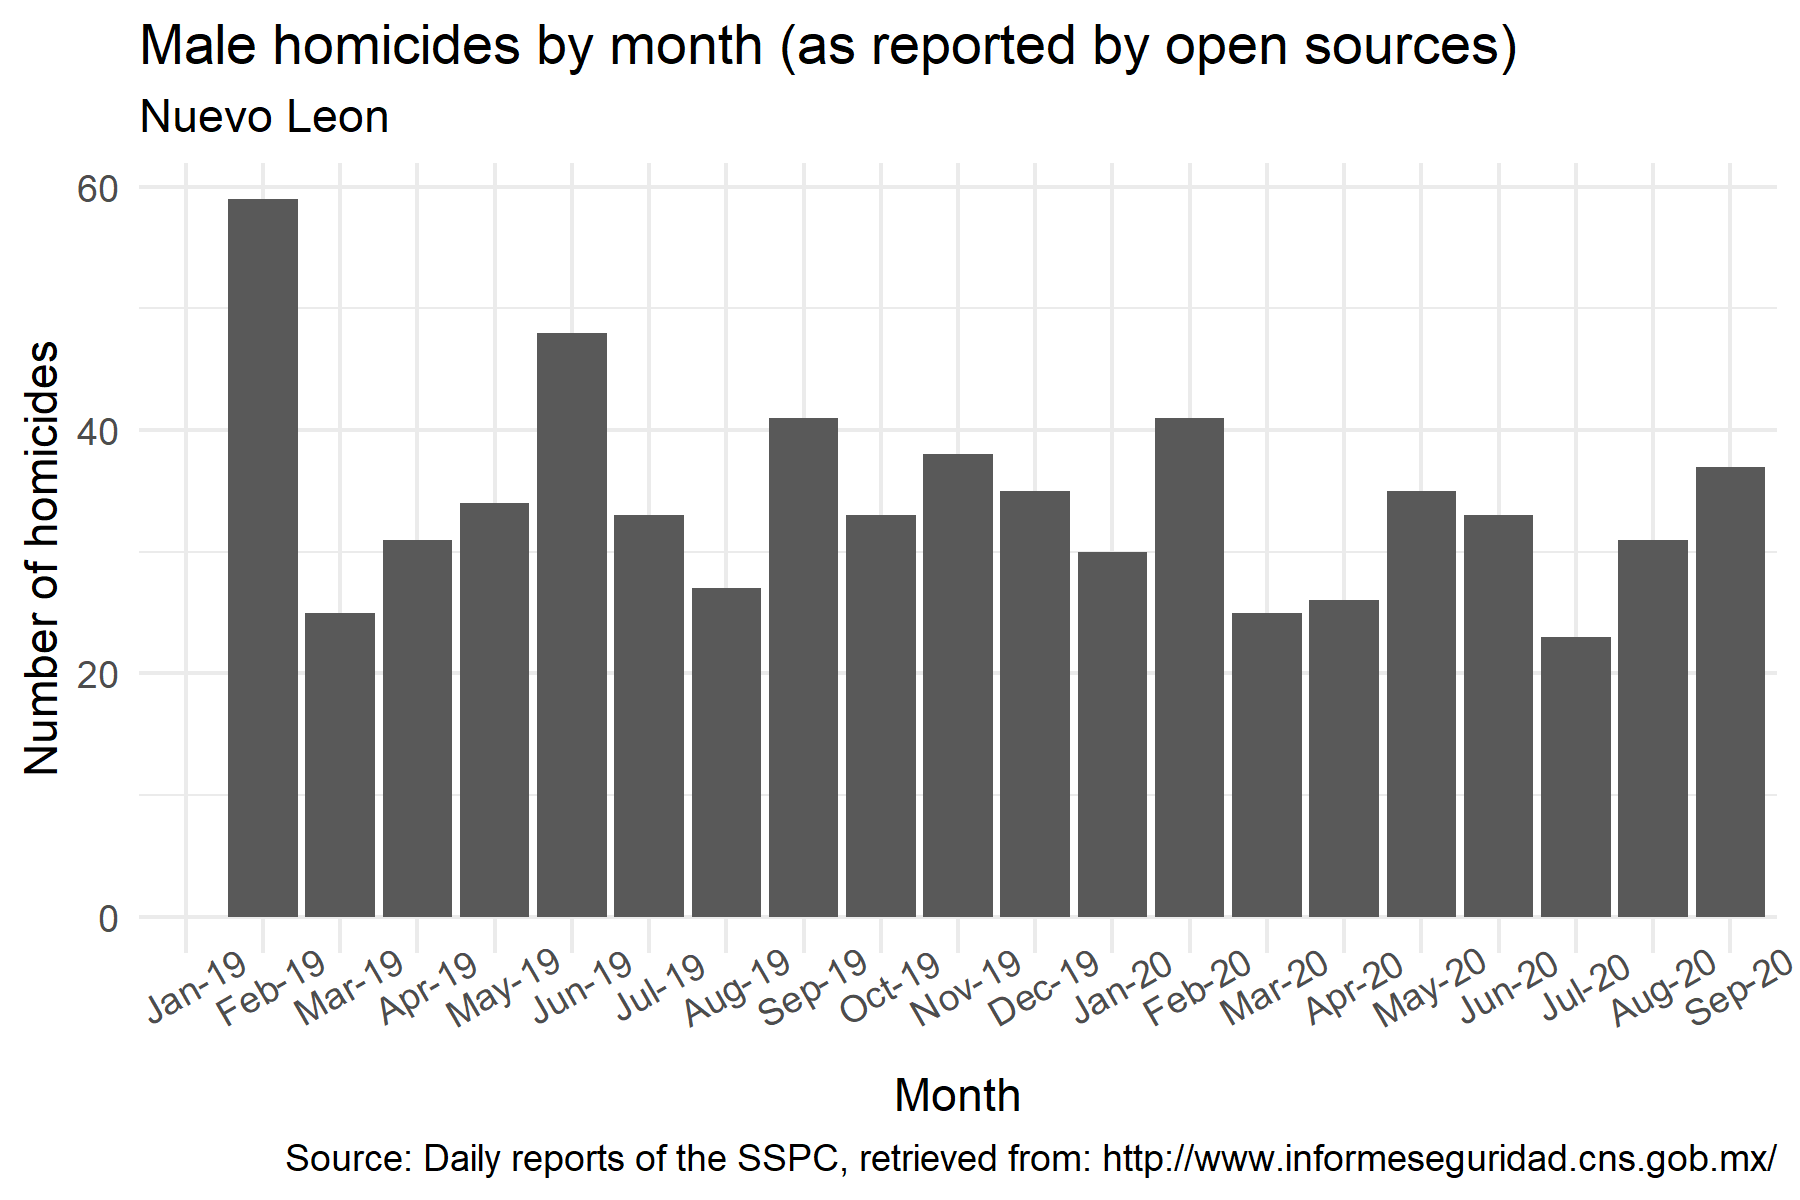 Male homicides by month (as reported by open sources)
Nuevo Leon
Number of homicides
60
40
20
0
Jan-19
Feb-19
Mar-19
Apr-19
May-19
Jun-19
Jul-19
Aug-19
Sep-19
Oct-19
Nov-19
Dec-19
Jan-20
Feb-20
Mar-20
Apr-20
May-20
Jun-20
Jul-20
Aug-20
Sep-20
Month
Source: Daily reports of the SSPC, retrieved from: http://www.informeseguridad.cns.gob.mx/